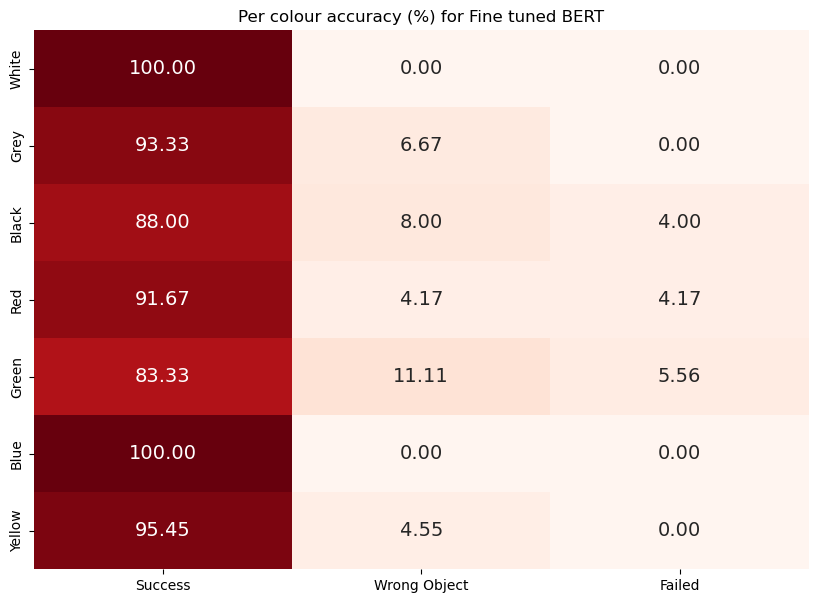 Per colour accuracy (%) for Fine tuned BERT
White 100.00 0.00 0.00
Grey 93.33 6.67 0.00
Black 88.00 8.00 4.00
Red 91.67 4.17 4.17
Green 83.33 11.11 5.56
Blue 100.00 0.00 0.00
Yellow 95.45 4.55 0.00
Success Wrong Object Failed